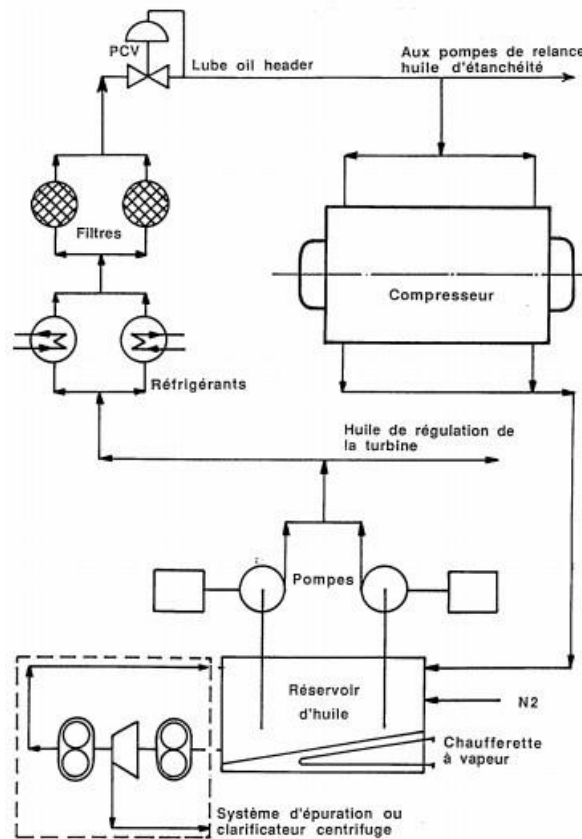 PCV
Lube oil header
Aux pompes de relance
huile d'étanchéité
Filtres
Compresseur
Réfrigérants
Huile de régulation de
la turbine
Pompes
Réservoir
d'huile
N2
Chaufferette
à vapeur
Système d'épuration ou
clarificateur centrifuge